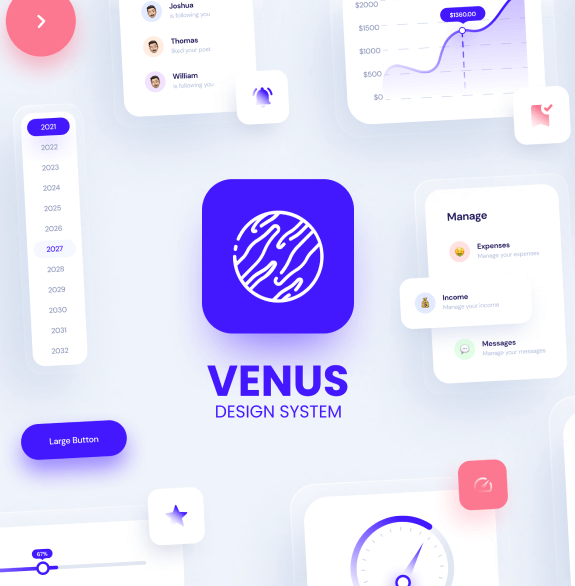 Joshua
is following you
Thomas
liked your post
William
is following you
$2000
$1500
$1000
$500
$0
$1360.00
2021
2022
2023
2024
2025
2026
2027
2028
2029
2030
2031
2032
Manage
Expenses
Manage your expenses
Income
Manage your income
Messages
Manage your messages
VENUS
DESIGN SYSTEM
Large Button
67%